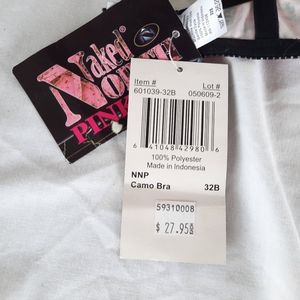 Naked
North
PINK
Item #
Lot #
601039-32B
050609-2
6 41048 42980 6
100% Polyester
Made in Indonesia
NNP
Camo Bra
32B
59310008
$ 27.95